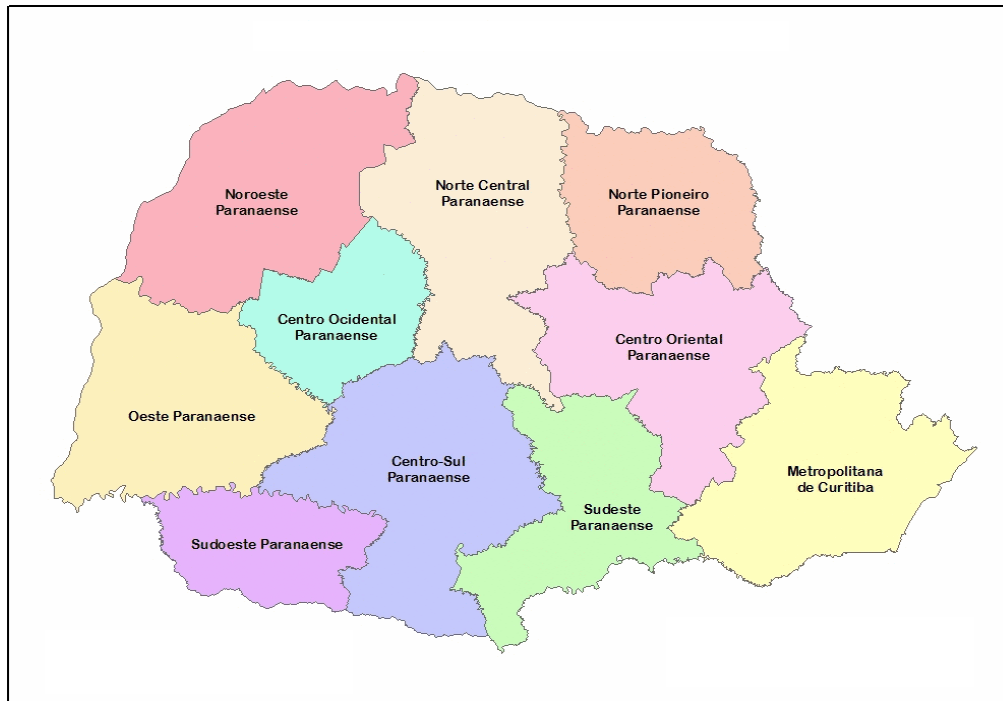 Noroeste
Paranaense
Norte Central
Paranaense
Norte Pioneiro
Paranaense
Centro Ocidental
Paranaense
Centro Oriental
Paranaense
Oeste Paranaense
Centro-Sul
Paranaense
Metropolitana
de Curitiba
Sudeste
Paranaense
Sudoeste Paranaense